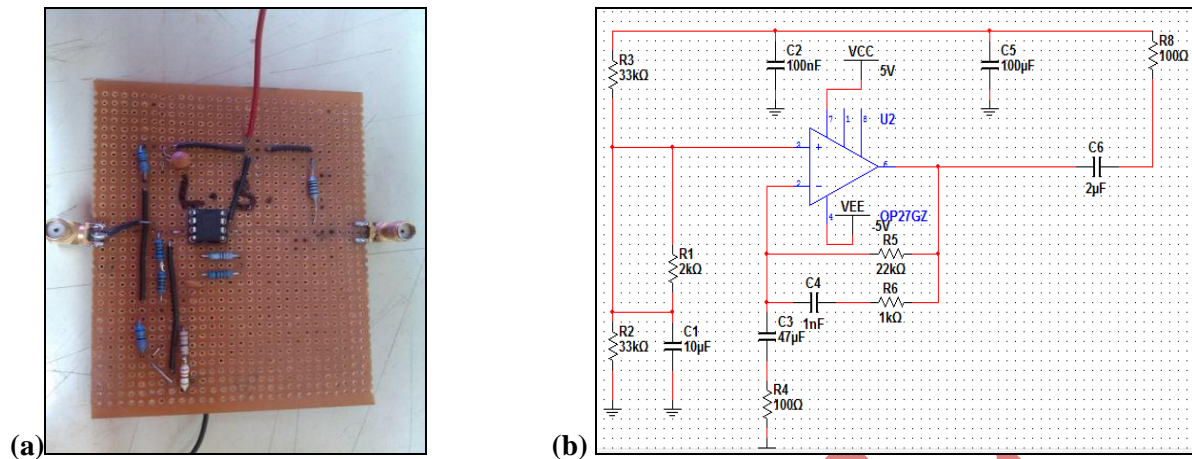 (a)
(b)
R3
33kΩ
C2
100nF
VCC
5V
C5
100µF
R8
100Ω
7
1
8
U2
3
2
6
4
VEE
-5V
OP27GZ
C6
2µF
R1
2kΩ
R5
22kΩ
C4
1nF
R6
1kΩ
R2
33kΩ
C1
10µF
C3
47µF
R4
100Ω